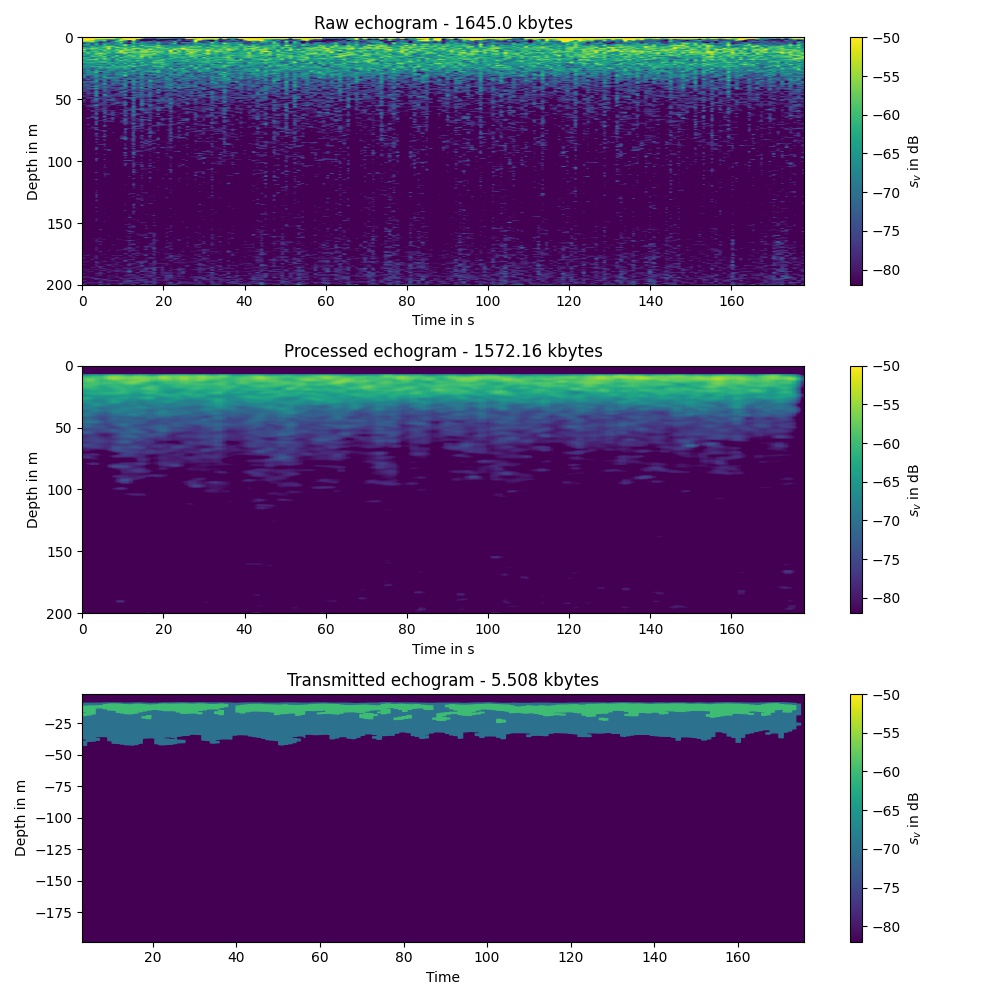 Raw echogram - 1645.0 kbytes
0
50
100
150
200
Depth in m
0 20 40 60 80 100 120 140 160
Time in s
−50
−55
−60
−65
−70
−75
−80
s_v in dB
Processed echogram - 1572.16 kbytes
0
50
100
150
200
Depth in m
0 20 40 60 80 100 120 140 160
Time in s
−50
−55
−60
−65
−70
−75
−80
s_v in dB
Transmitted echogram - 5.508 kbytes
−25
−50
−75
−100
−125
−150
−175
Depth in m
20 40 60 80 100 120 140 160
Time
−50
−55
−60
−65
−70
−75
−80
s_v in dB